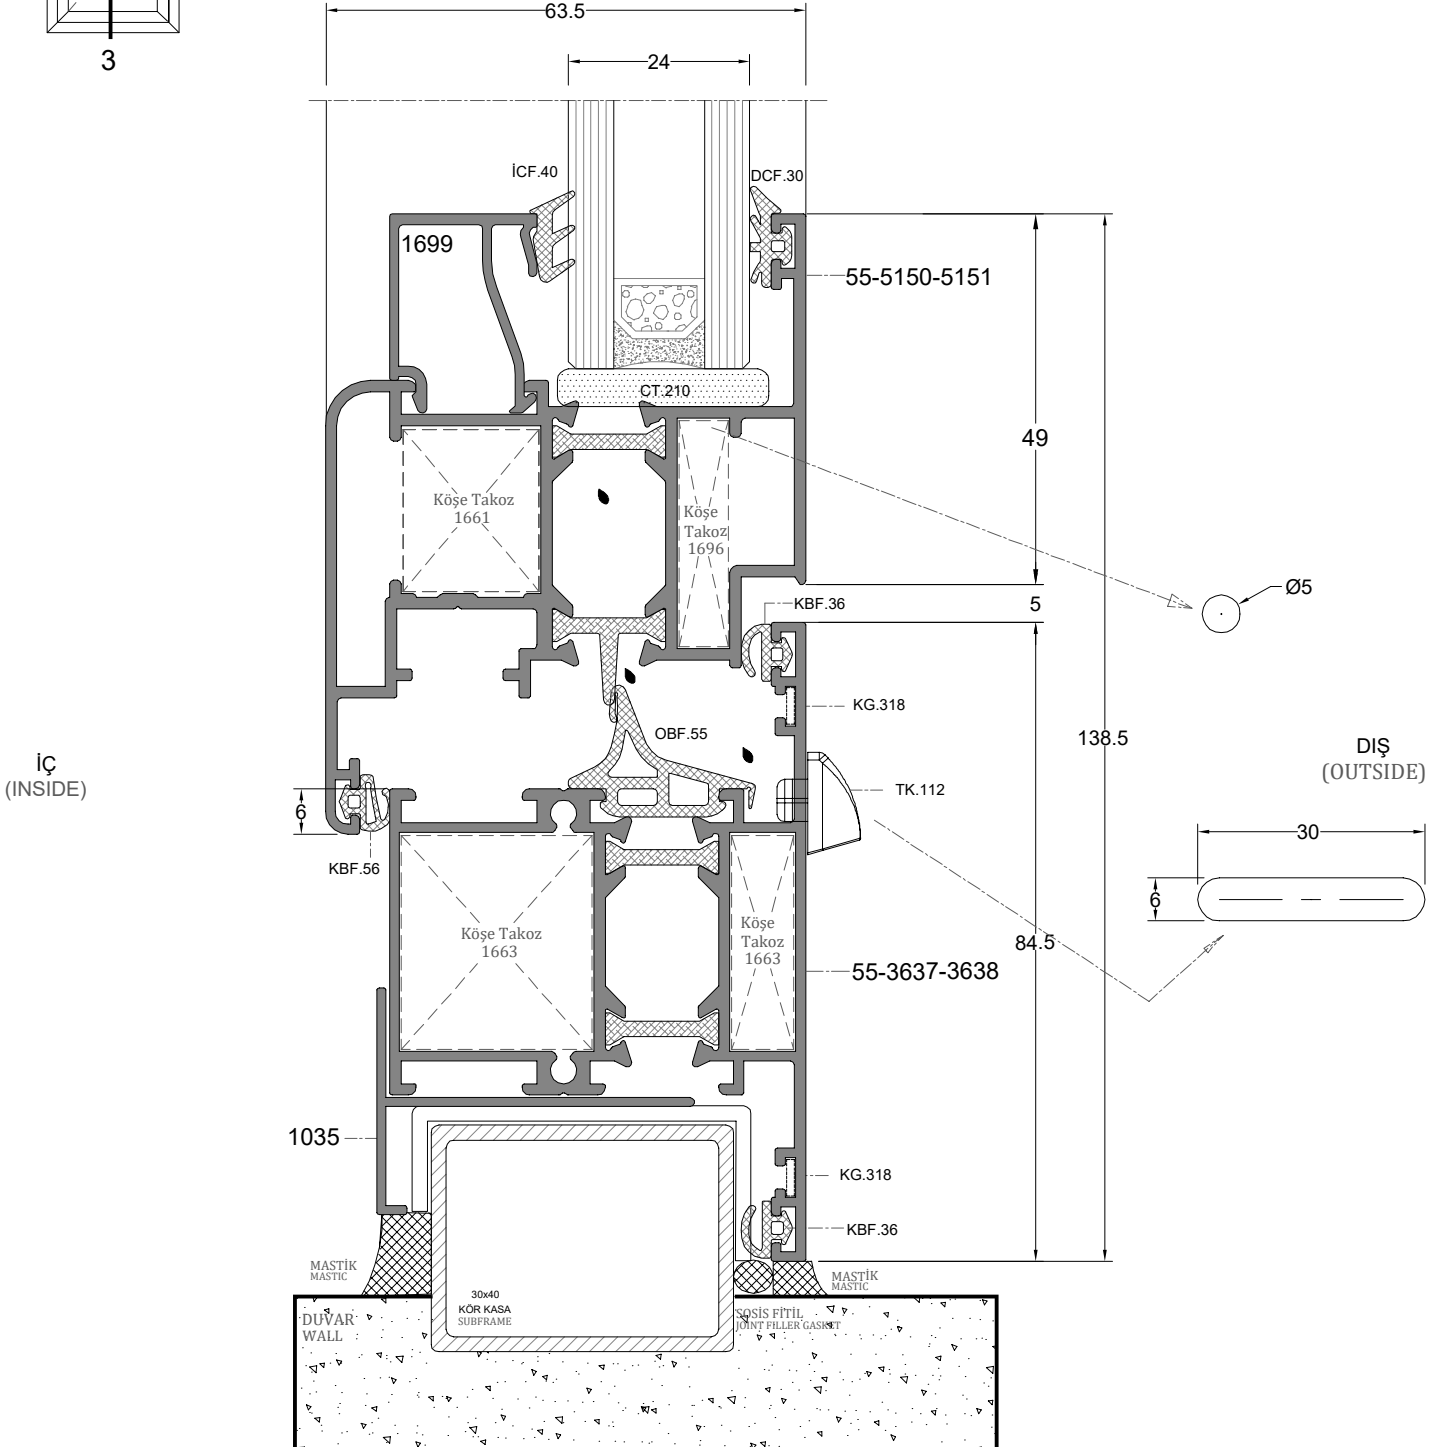 63.5
3
24
İCF.40
DCF.30
1699
55-5150-5151
CT.210
49
Köşe Takoz
1661
Köşe
Takoz
1696
Ø5
KBF.36
5
KG.318
OBF.55
138.5
İÇ
(INSIDE)
DIŞ
(OUTSIDE)
TK.112
6
30
KBF.56
6
Köşe Takoz
1663
Köşe
Takoz
1663
84.5
55-3637-3638
1035
KG.318
KBF.36
MASTİK
MASTIC
MASTİK
MASTIC
30x40
KÖR KASA
SUBFRAME
DUVAR
WALL
SOSİS FİTİL
JOINT FILLER GASKET